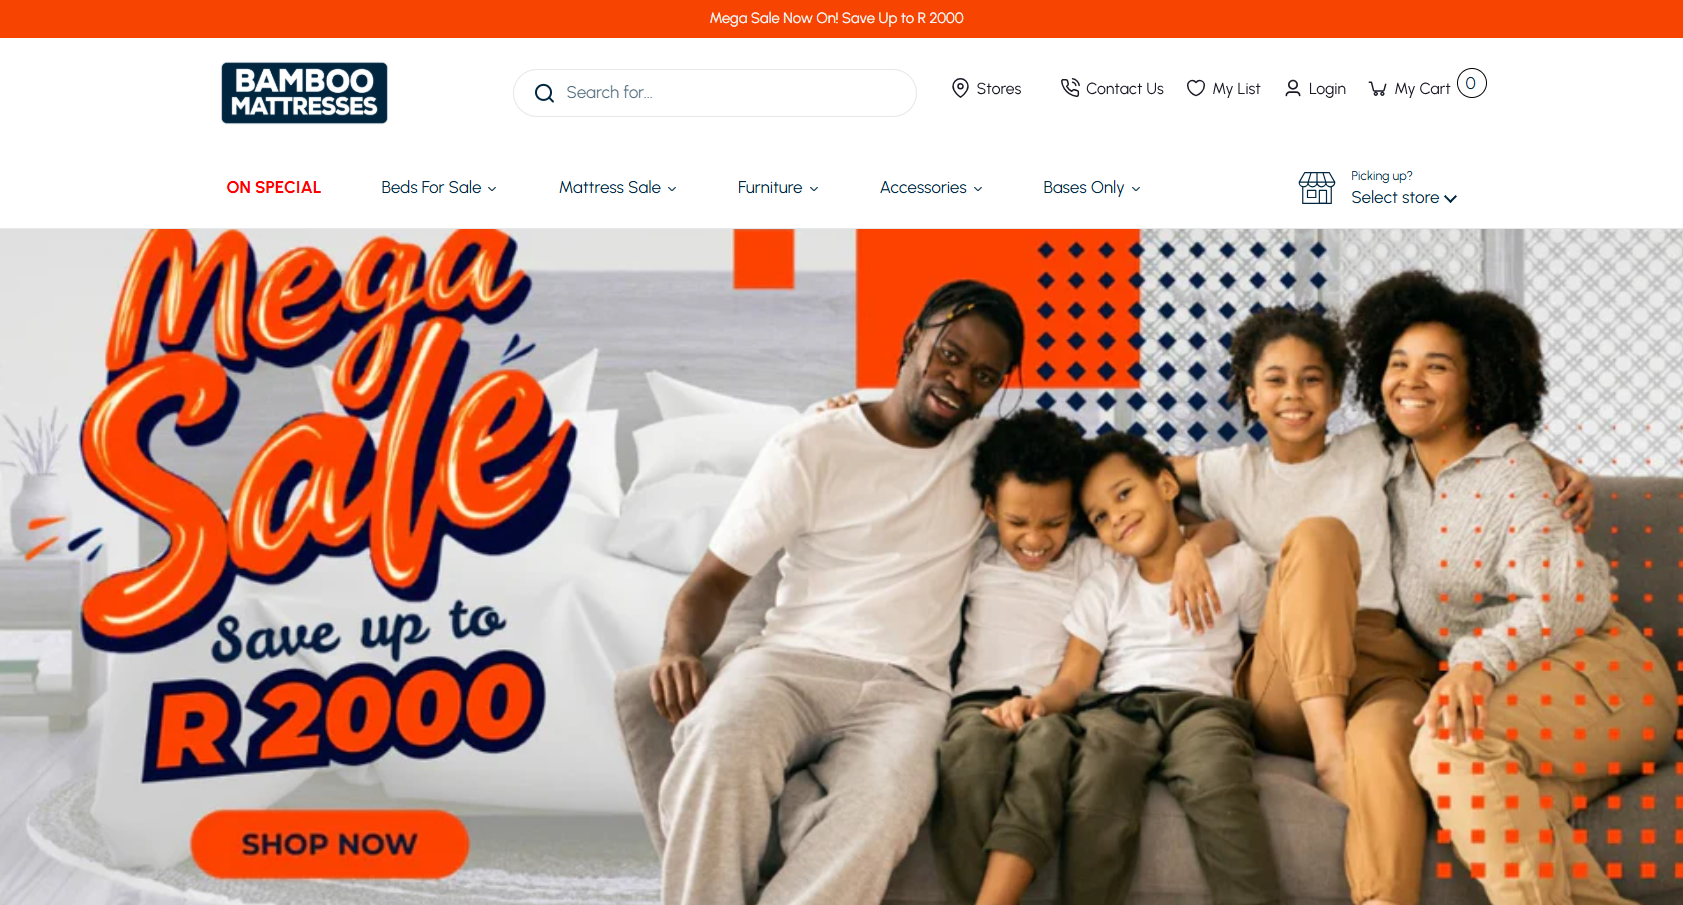 Mega Sale Now On! Save Up to R 2000
BAMBOO
MATTRESSES
Search for...
Stores
Contact Us
My List
Login
My Cart
0
ON SPECIAL
Beds For Sale
Mattress Sale
Furniture
Accessories
Bases Only
Picking up?
Select store
Mega
Sale
Save up to
R 2000
SHOP NOW